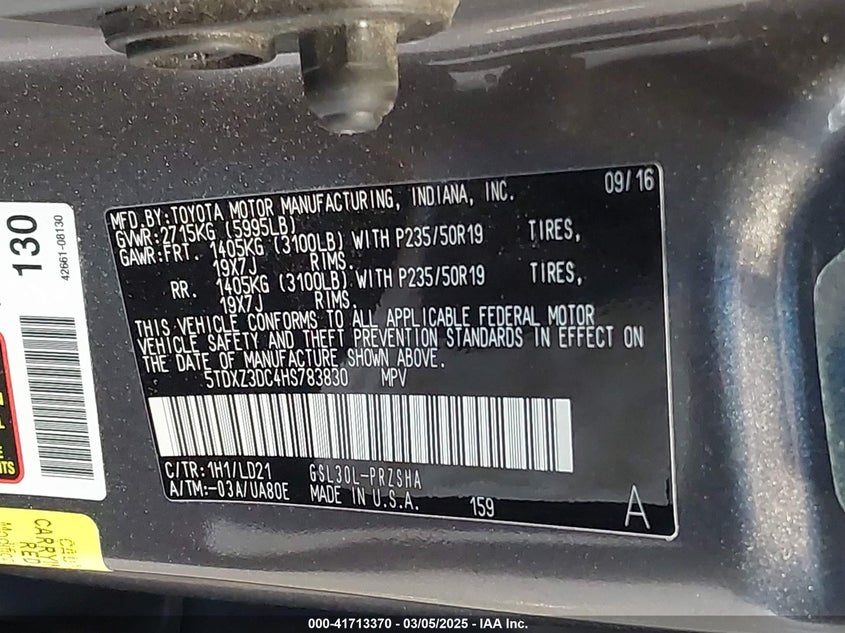 MFD.BY:TOYOTA MOTOR MANUFACTURING, INDIANA, INC. 09/16
GVWR:2715KG (5995LB)
GAWR:FRT. 1405KG (3100LB) WITH P235/50R19 TIRES,
19X7J RIMS.
RR. 1405KG (3100LB) WITH P235/50R19 TIRES,
19X7J RIMS.
THIS VEHICLE CONFORMS TO ALL APPLICABLE FEDERAL MOTOR
VEHICLE SAFETY AND THEFT PREVENTION STANDARDS IN EFFECT ON
THE DATE OF MANUFACTURE SHOWN ABOVE.
5TDXZ3DC4HS783830 MPV
C/TR:1H1/LD21 GSL30L-PRZSHA
A/TM:-03A/UA80E MADE IN U.S.A. 159 A
130
42661-08130
CARRY
RED
000-41713370 - 03/05/2025 - IAA Inc.